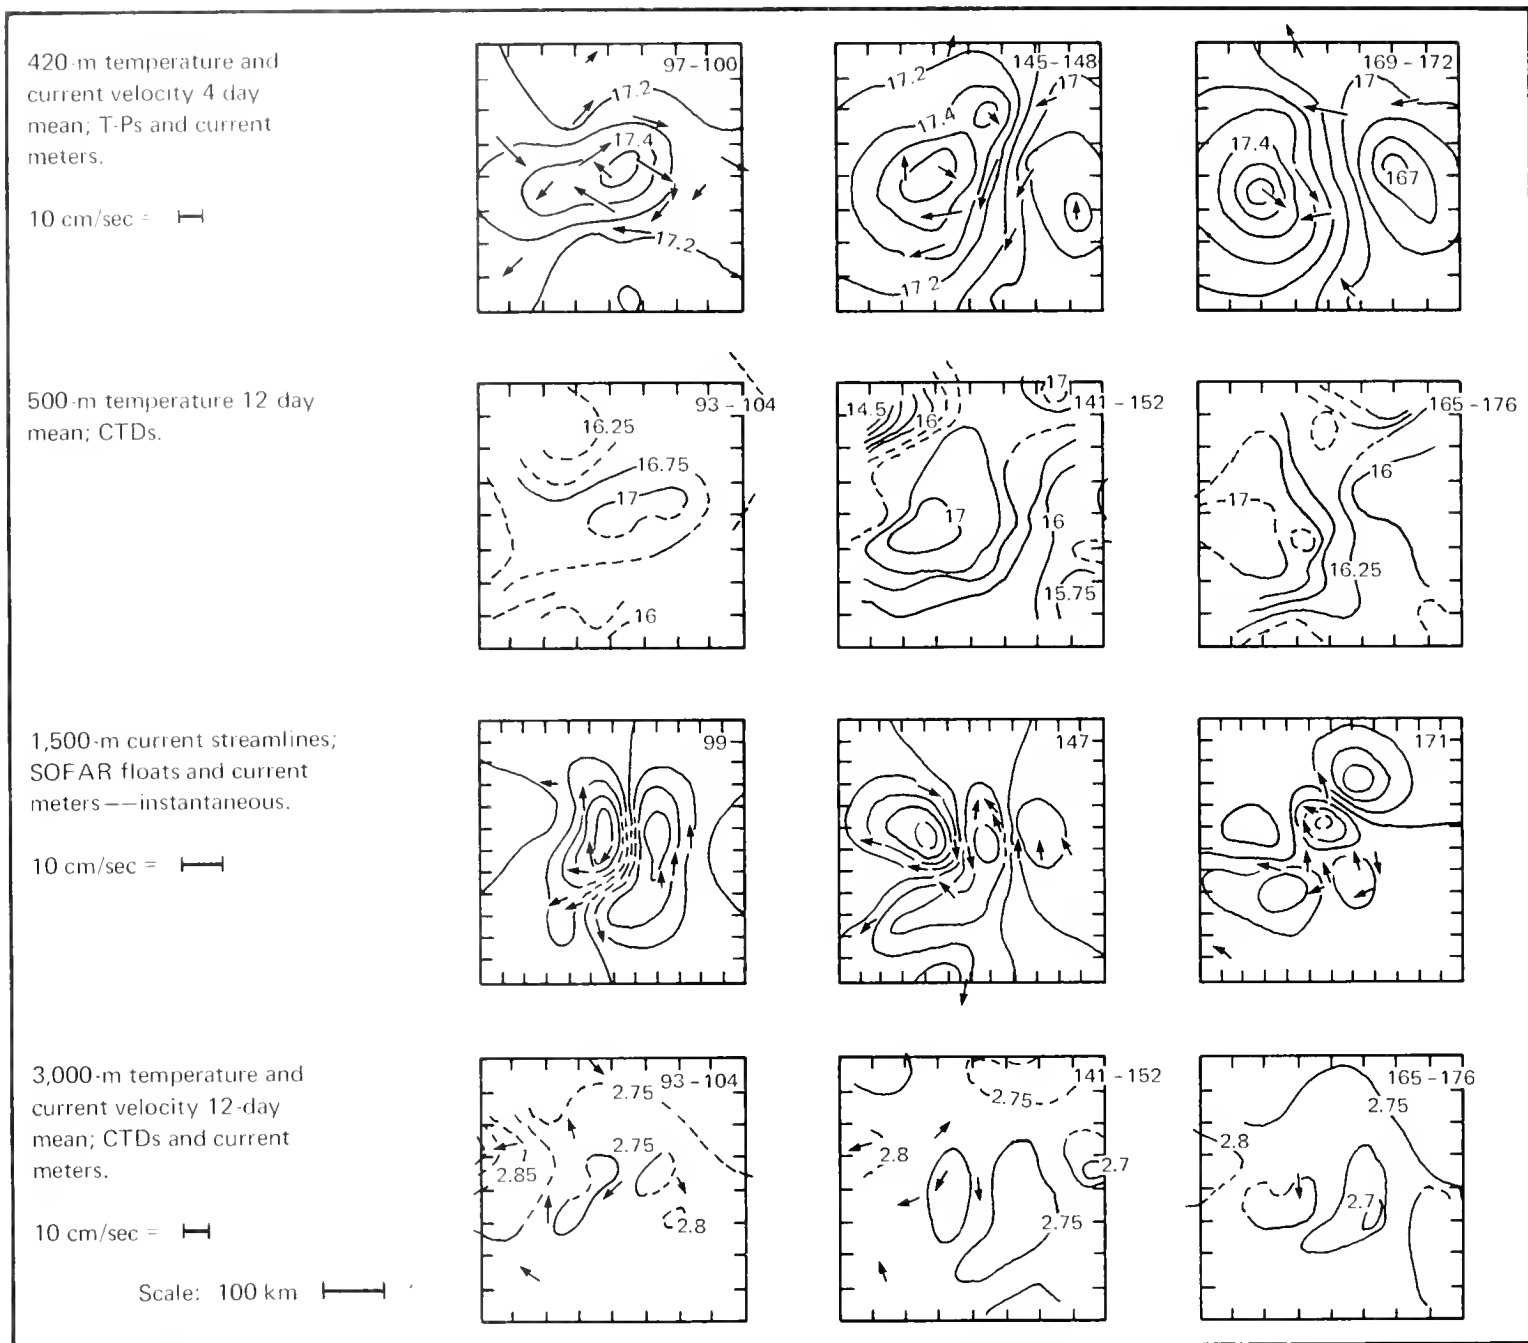 420-m temperature and
current velocity 4 day
mean; T-Ps and current
meters.
10 cm/sec =
97-100
17.2
17.4
17.2
145-148
17.2
17
17.4
17.2
169-172
17
17.4
167
500-m temperature 12 day
mean; CTDs.
93-104
16.25
16.75
17
16
17
141-152
14.5
16
17
16
15.75
165-176
16
17
16.25
1,500-m current streamlines;
SOFAR floats and current
meters--instantaneous.
10 cm/sec =
99
147
171
3,000-m temperature and
current velocity 12-day
mean; CTDs and current
meters.
10 cm/sec =
93-104
2.75
2.75
2.85
2.8
141-152
2.75
2.8
2.7
2.75
165-176
2.75
2.8
2.7
Scale: 100 km